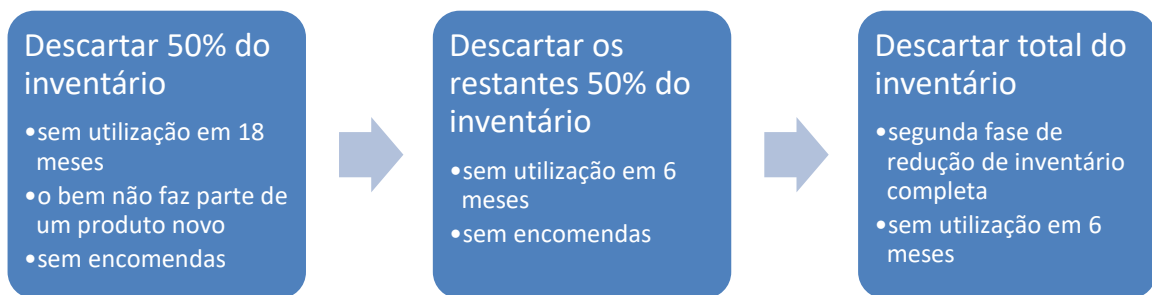 Descartar 50% do
inventário
•sem utilização em 18
meses
•o bem não faz parte de
um produto novo
•sem encomendas
Descartar os
restantes 50% do
inventário
•sem utilização em 6
meses
•sem encomendas
Descartar total do
inventário
•segunda fase de
redução de inventário
completa
•sem utilização em 6
meses